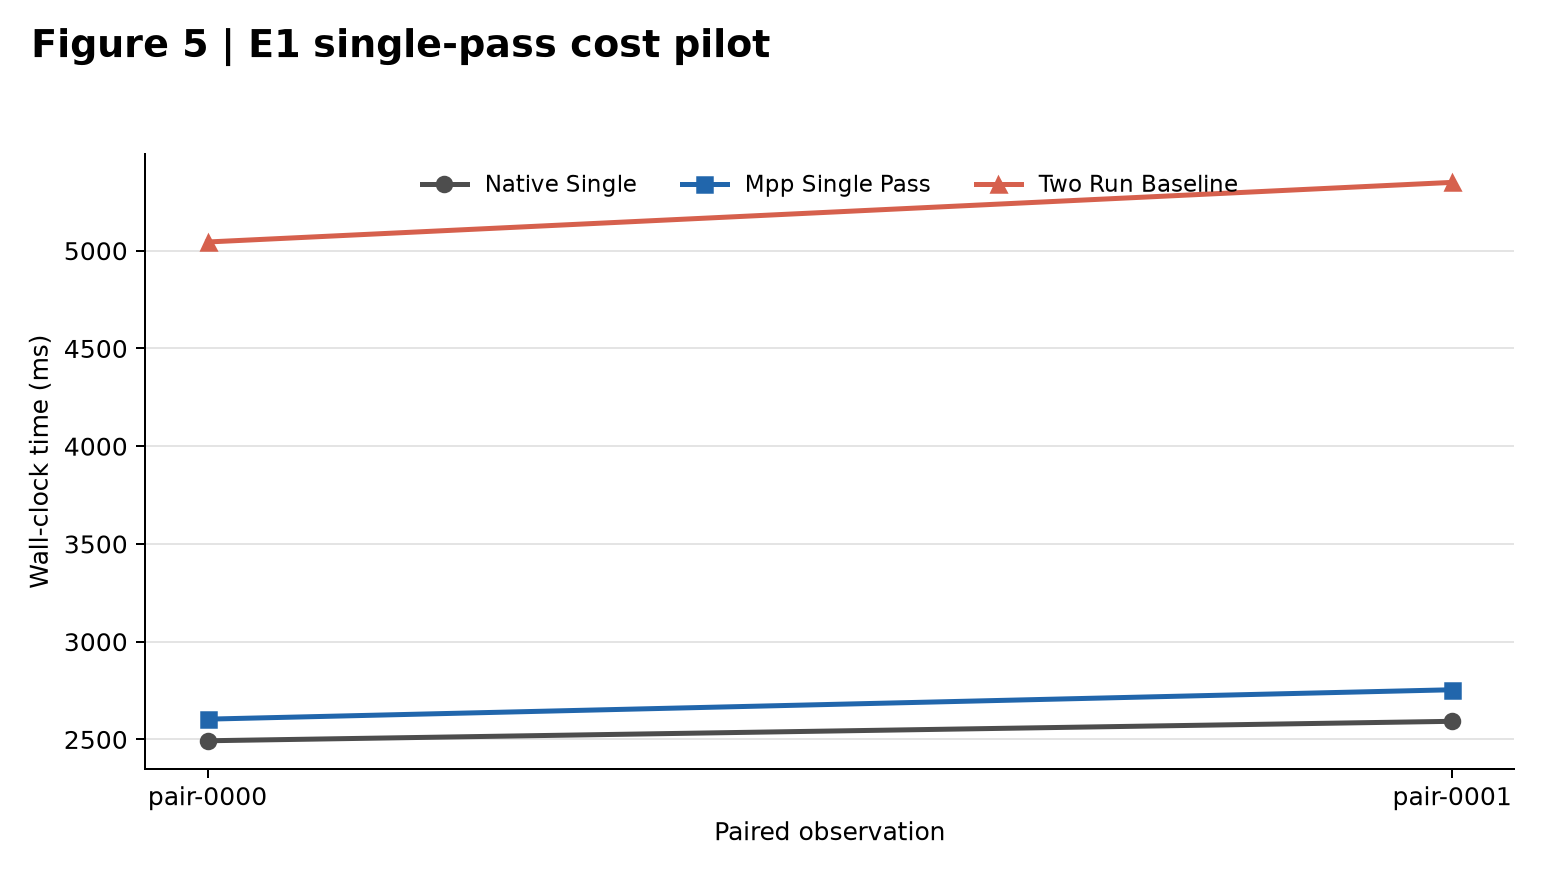 Figure 5 | E1 single-pass cost pilot
Native Single
Mpp Single Pass
Two Run Baseline
Wall-clock time (ms)
5000
4500
4000
3500
3000
2500
pair-0000
pair-0001
Paired observation